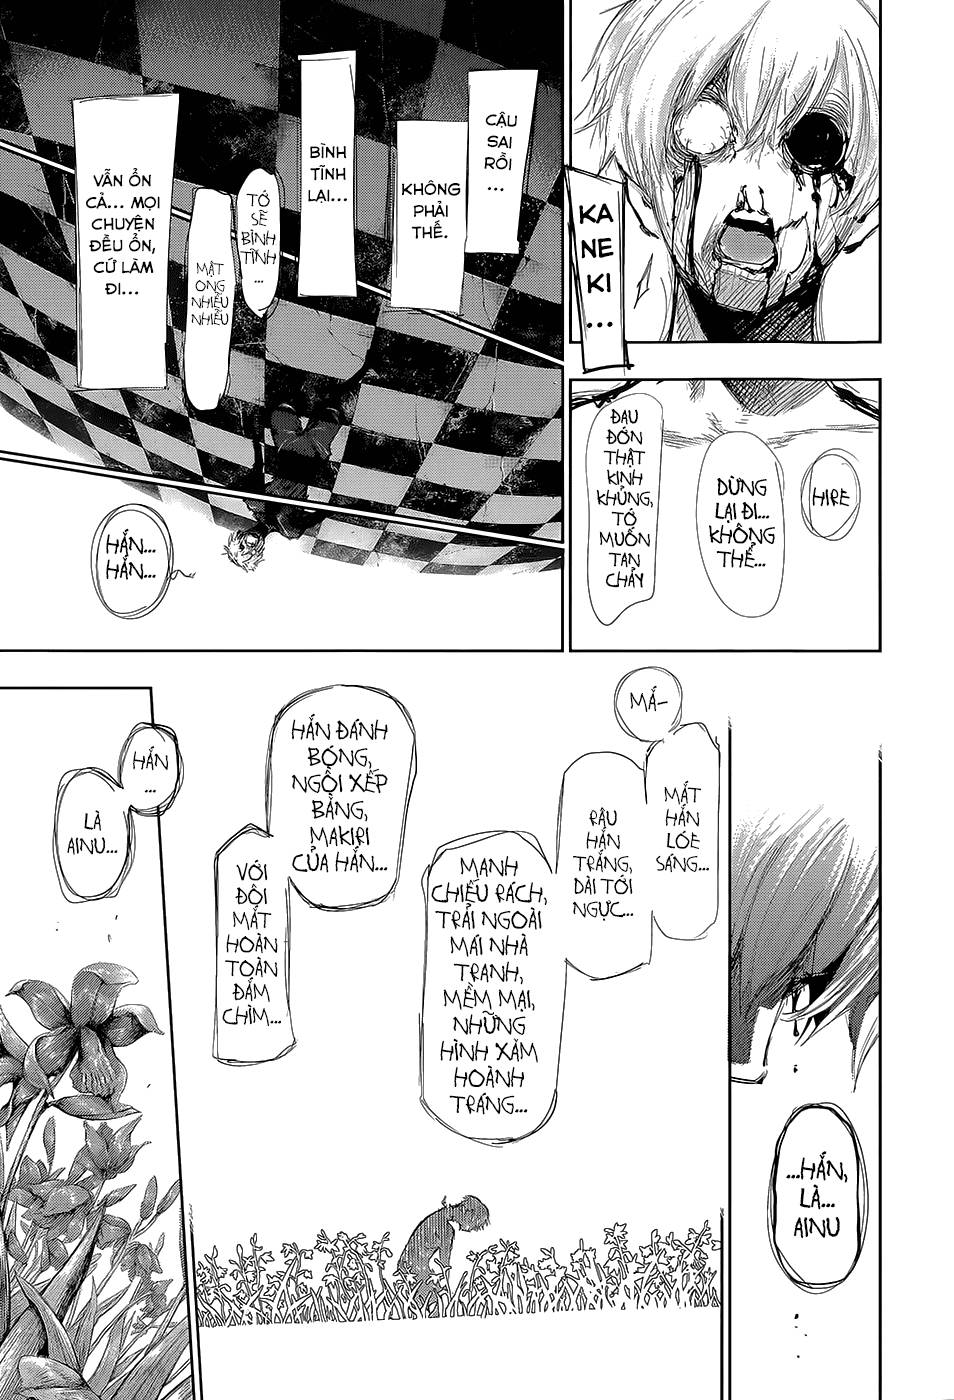 KA
NE
KI
...
HIRE
DỪNG
LẠI ĐI...
KHÔNG
THỂ...
ĐAU
ĐỚN
THẬT
KINH
KHỦNG,
TỚ
MUỐN
TAN
CHẢY
CẬU
SAI
RỒI
...
KHÔNG
PHẢI
THẾ.
BÌNH
TĨNH
LẠI...
TỚ
SẼ
BÌNH
TĨNH
...
MẬT
ONG
NHIỀU
NHIỀU
VẪN ỔN
CẢ... MỌI
CHUYỆN
ĐỀU ỔN,
CỨ LÀM
ĐI...
HẮN...
HẮN...
...HẮN,
LÀ...
AINU
MẮ-
MẮT
HẮN
LÓE
SÁNG...
RÂU
HẮN
TRẮNG,
DÀI TỚI
NGỰC...
MẠNH
CHIẾU RÁCH,
TRẢI NGOÀI
MÁI NHÀ
TRANH,
MỀM MẠI,
NHỮNG
HÌNH XĂM
HOÀNH
TRÁNG...
HẮN ĐÁNH
BÓNG,
NGỒI XẾP
BẰNG,
MAKIRI
CỦA HẮN...
VỚI
ĐÔI
MẮT
HOÀN
TOÀN
ĐẮM
CHÌM...
HẮN
...
LÀ
AINU...